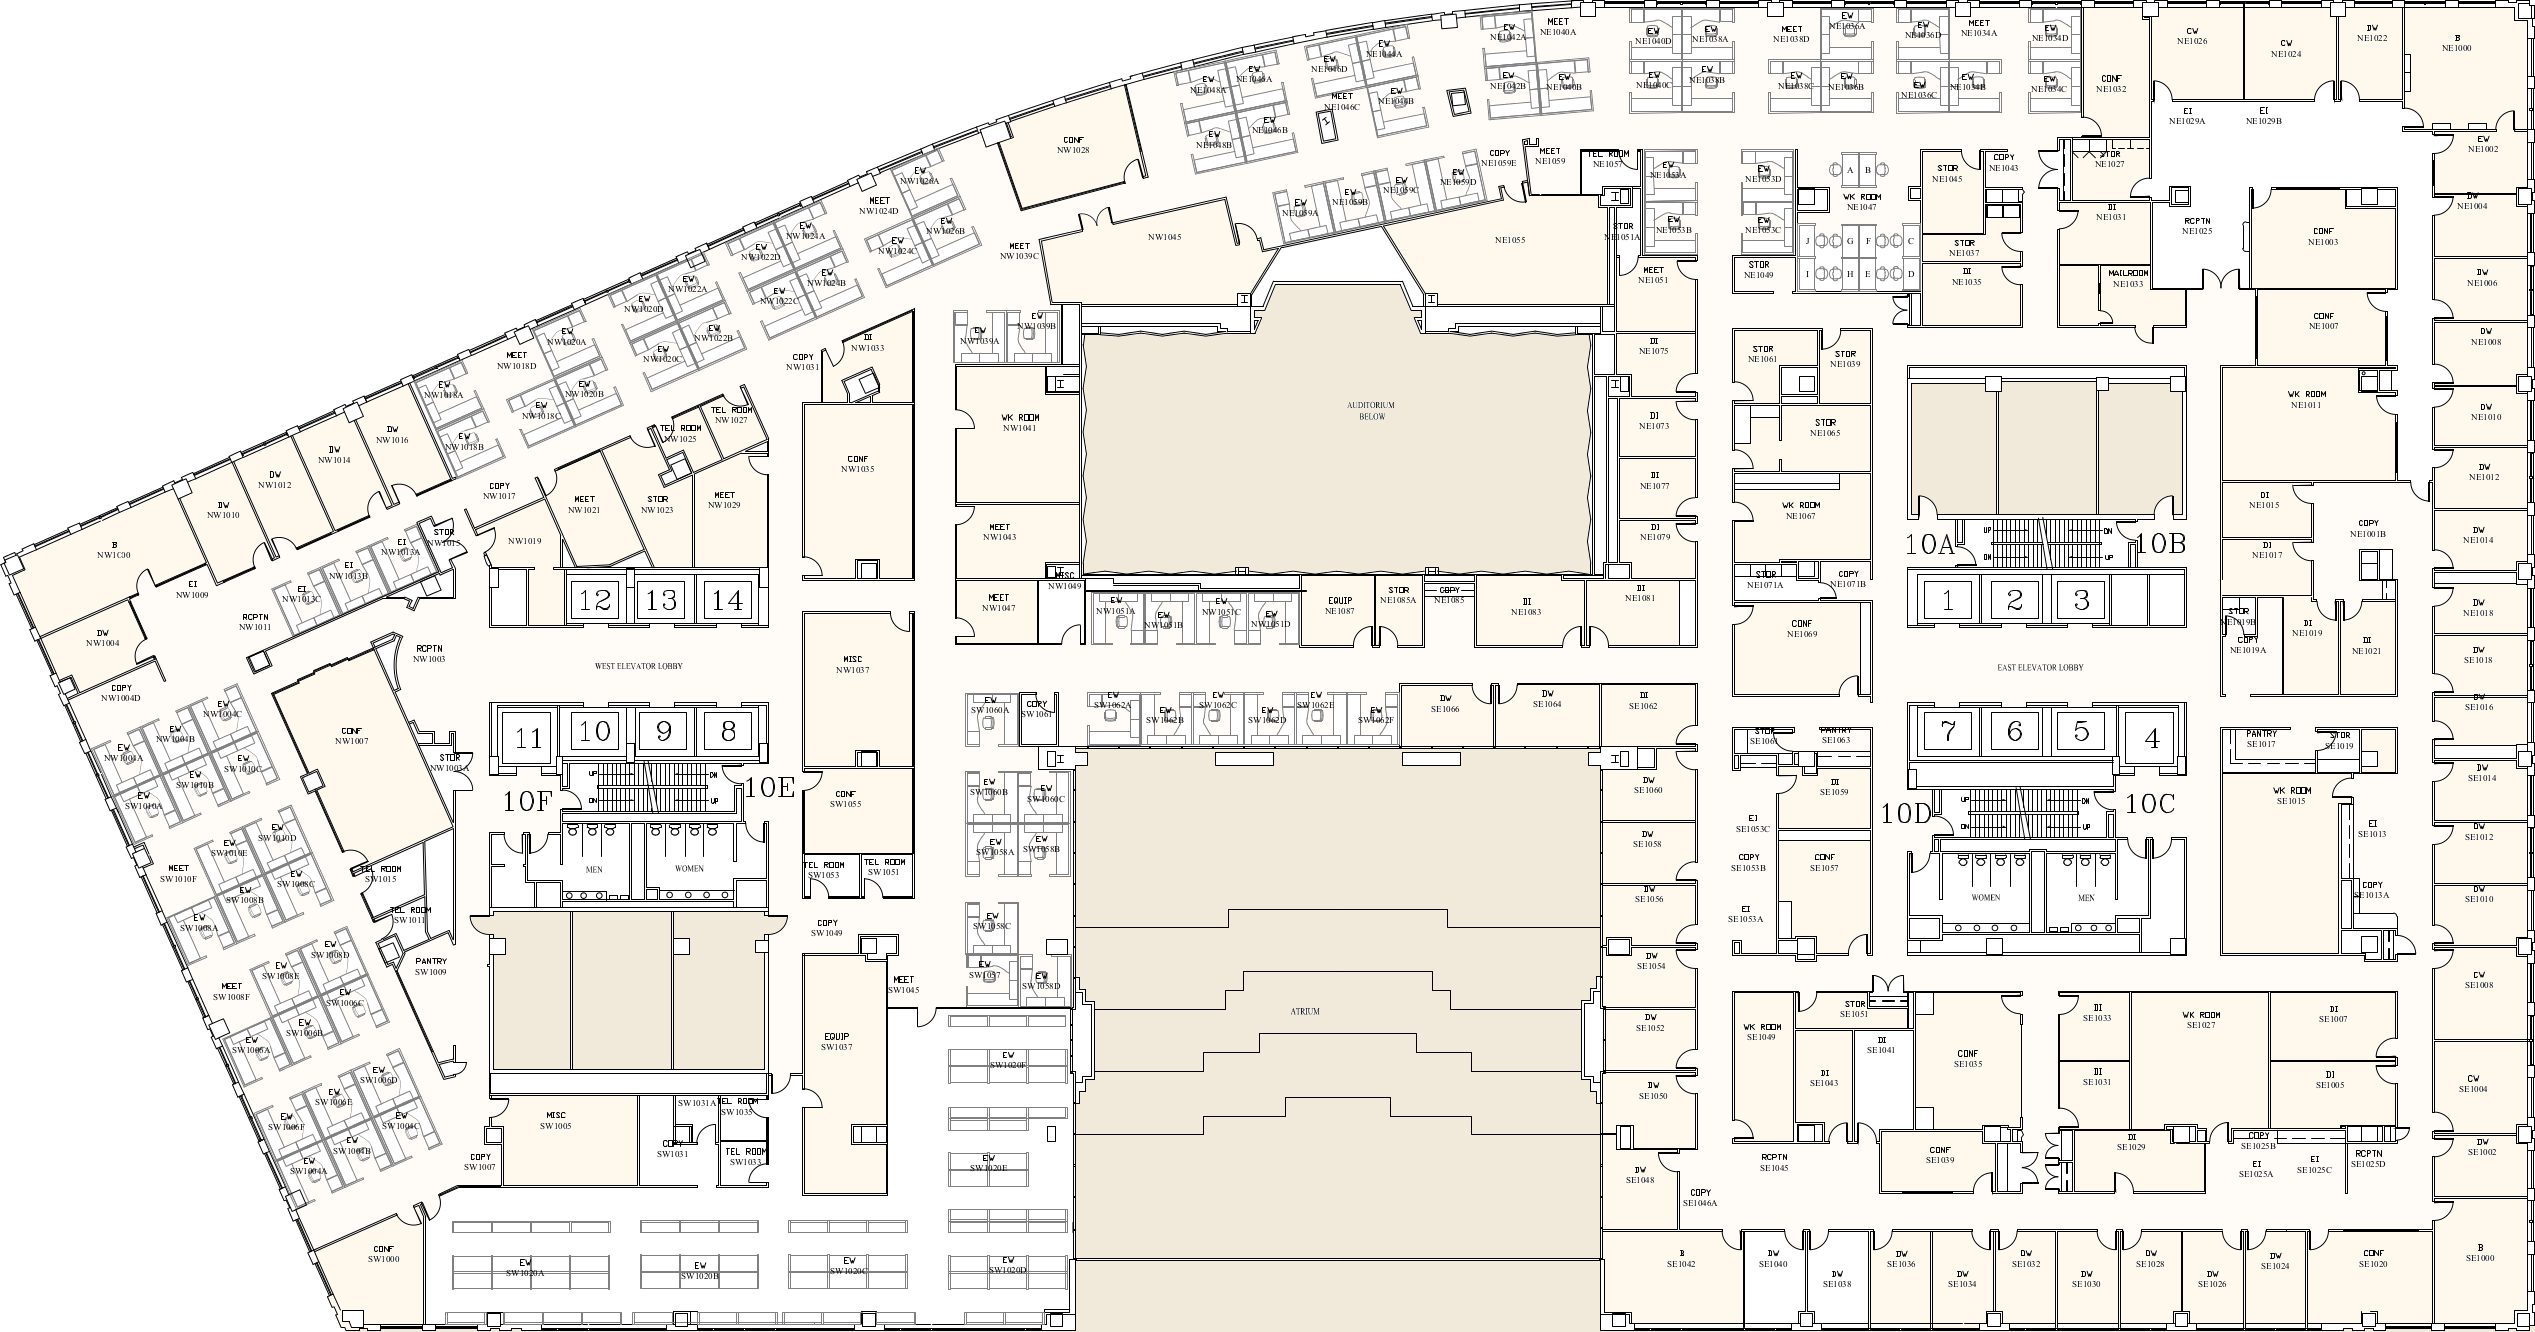 EW
NE1042A
MEET
NE1040A
EW
NE1040D
EW
NE1038A
MEET
NE1038D
EW
NE1036A
EW
NE1036D
MEET
NE1034A
EW
NE1034D
CW
NE1026
CW
NE1024
DW
NE1022
B
NE1000
EW
NE1048A
EW
NE1046A
EW
NE1046D
EW
NE1044A
MEET
NE1046C
EW
NE1044B
EW
NE1042B
EW
NE1040B
EW
NE1040C
EW
NE1038B
EW
NE1038C
EW
NE1036B
EW
NE1036C
EW
NE1034B
EW
NE1034C
CONF
NE1032
EI
NE1029A
EI
NE1029B
EW
NE1048B
EW
NE1046B
CONF
NW1028
COPY
NE1059E
MEET
NE1059
TEL ROOM
NE1057
EW
NE1053A
EW
NE1053D
A
B
STOR
NE1045
COPY
NE1043
STOR
NE1027
EW
NE1002
EW
NW1026A
EW
NW1026B
MEET
NW1024D
EW
NE1059A
EW
NE1059B
EW
NE1059C
EW
NE1059D
WK ROOM
NE1047
J
G
F
C
I
H
E
D
DI
NE1031
RCPTN
NE1025
CONF
NE1003
DW
NE1004
EW
NW1024A
EW
NW1024C
EW
NW1024B
MEET
NW1039C
NW1045
NE1055
STOR
NE1051A
EW
NE1053B
EW
NE1053C
STOR
NE1037
EW
NW1022D
EW
NW1022A
EW
NW1022C
MEET
NE1051
STOR
NE1049
DI
NE1035
MAILROOM
NE1033
DW
NE1006
EW
NW1020D
EW
NW1022B
EW
NW1020A
EW
NW1020C
EW
NW1020B
EW
NW1039A
EW
NW1039B
CONF
NE1007
DW
NE1008
MEET
NW1018D
COPY
NW1031
DI
NW1033
DI
NE1075
STOR
NE1061
STOR
NE1039
EW
NW1018A
EW
NW1018C
EW
NW1018B
TEL ROOM
NW1027
TEL ROOM
NW1025
WK ROOM
NW1041
AUDITORIUM
BELOW
DI
NE1073
STOR
NE1065
WK ROOM
NE1011
DW
NE1010
DW
NW1016
DW
NW1014
DW
NW1012
DW
NW1010
B
NW1000
CONF
NW1035
DI
NE1077
DW
NE1012
COPY
NW1017
MEET
NW1021
STOR
NW1023
MEET
NW1029
WK ROOM
NE1067
DI
NE1015
COPY
NE1001B
STOR
NW1015
NW1019
MEET
NW1043
DI
NE1079
10A
UP
DN
DN
UP
10B
DI
NE1017
DW
NE1014
EI
NW1013A
EI
NW1013B
EI
NW1013C
EI
NW1009
12
13
14
MISC
NW1049
STOR
NE1071A
COPY
NE1071B
1
2
3
MEET
NW1047
EW
NW1051A
EW
NW1051B
EW
NW1051C
EW
NW1051D
EQUIP
NE1087
STOR
NE1085A
COPY
NE1085
DI
NE1083
DI
NE1081
STOR
NE1019B
COPY
NE1019A
DI
NE1019
DI
NE1021
DW
NE1018
RCPTN
NW1011
DW
NW1004
RCPTN
NW1003
WEST ELEVATOR LOBBY
MISC
NW1037
CONF
NE1069
EAST ELEVATOR LOBBY
DW
SE1018
COPY
NW1004D
EW
NW1004C
EW
NW1004B
EW
NW1004A
CONF
NW1007
11
10
9
8
EW
SW1060A
COPY
SW1061
EW
SW1062A
EW
SW1062B
EW
SW1062C
EW
SW1062D
EW
SW1062E
EW
SW1062F
DW
SE1066
DW
SE1064
DI
SE1062
STOR
SE1061
PANTRY
SE1063
7
6
5
4
PANTRY
SE1017
STOR
SE1019
DW
SE1016
EW
SW1010C
EW
SW1010B
EW
SW1010A
STOR
NW1003A
UP
DN
DN
UP
10E
10F
CONF
SW1055
EW
SW1060B
EW
SW1060C
DW
SE1060
DI
SE1059
UP
DN
DN
UP
10D
10C
WK ROOM
SE1015
DW
SE1014
EW
SW1010D
EW
SW1010E
MEET
SW1010F
EW
SW1008C
EW
SW1008B
EW
SW1008A
TEL ROOM
SW1015
MEN
WOMEN
TEL ROOM
SW1053
TEL ROOM
SW1051
EW
SW1058A
EW
SW1058B
DW
SE1058
EI
SE1053C
COPY
SE1053B
CONF
SE1057
WOMEN
MEN
EI
SE1013
DW
SE1012
TEL ROOM
SW1011
COPY
SW1049
EW
SW1058C
DW
SE1056
EI
SE1053A
COPY
SE1013A
DW
SE1010
EW
SW1008D
EW
SW1008E
MEET
SW1008F
PANTRY
SW1009
MEET
SW1045
EW
SW1057
EW
SW1058D
DW
SE1054
CW
SE1008
EW
SW1006C
EW
SW1006B
EW
SW1006A
EQUIP
SW1037
EW
SW1020F
ATRIUM
DW
SE1052
WK ROOM
SE1049
STOR
SE1051
DI
SE1041
CONF
SE1035
DI
SE1033
WK ROOM
SE1027
DI
SE1007
EW
SW1006D
EW
SW1006E
EW
SW1006F
EW
SW1004C
EW
SW1004B
EW
SW1004A
MISC
SW1005
SW1031A
TEL ROOM
SW1035
COPY
SW1031
TEL ROOM
SW1033
COPY
SW1007
EW
SW1020E
DW
SE1050
DI
SE1043
DI
SE1031
DI
SE1005
CW
SE1004
DW
SE1048
COPY
SE1046A
RCPTN
SE1045
CONF
SE1039
DI
SE1029
COPY
SE1025B
EI
SE1025A
EI
SE1025C
RCPTN
SE1025D
DW
SE1002
CONF
SW1000
EW
SW1020A
EW
SW1020B
EW
SW1020C
EW
SW1020D
B
SE1042
DW
SE1040
DW
SE1038
DW
SE1036
DW
SE1034
DW
SE1032
DW
SE1030
DW
SE1028
DW
SE1026
DW
SE1024
CONF
SE1020
B
SE1000